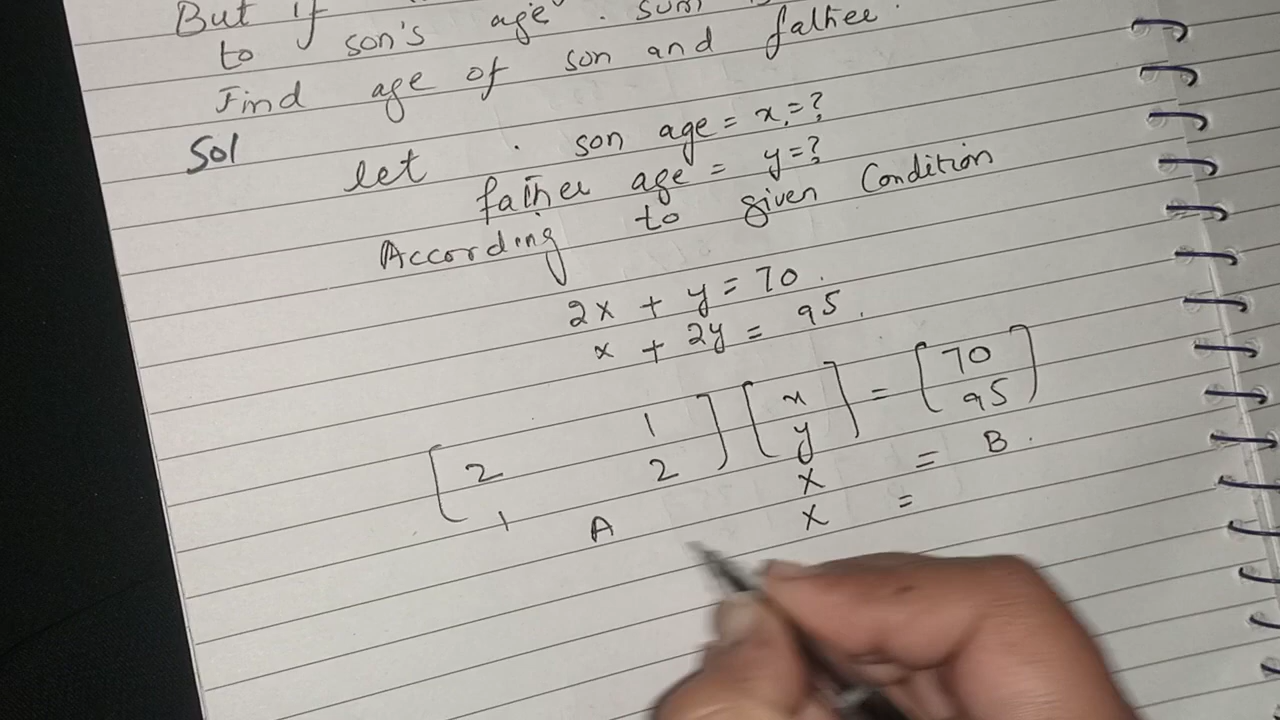 But if
to son's age. sum
Find age of son and father.
Sol
let . son age = x = ?
father age = y = ?
According to given Condition
2x + y = 70.
x + 2y = 95.
[2 1
1 2] [x
y] = [70
95]
A X = B.
X =